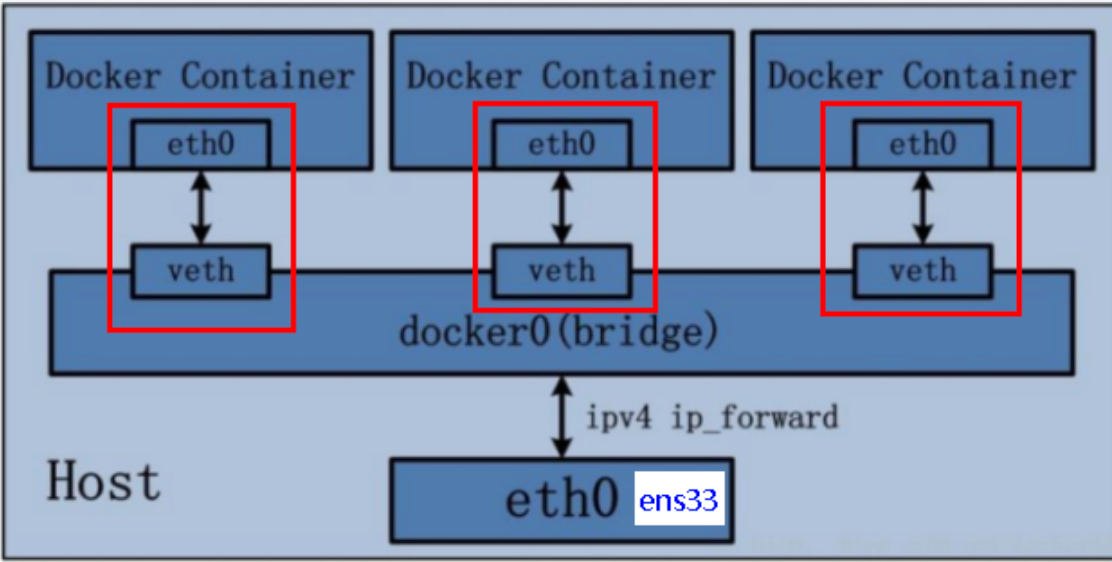 Docker Container
Docker Container
Docker Container
eth0
eth0
eth0
veth
veth
veth
docker0(bridge)
ipv4 ip_forward
Host
eth0 ens33